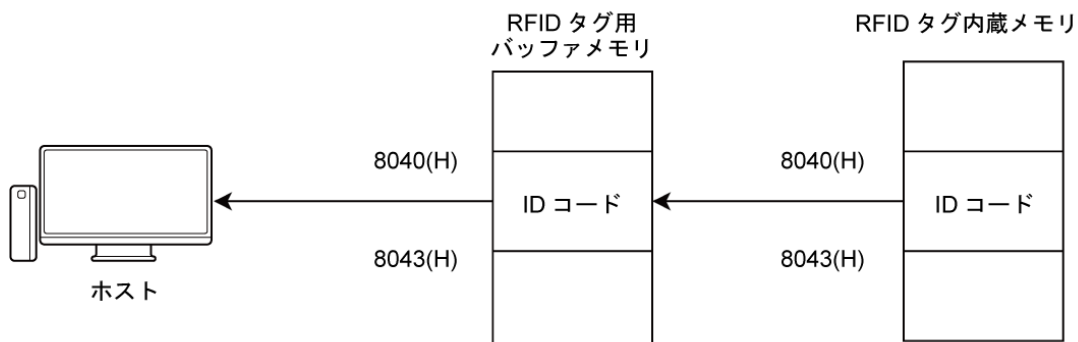 RFID タグ用
バッファメモリ
RFID タグ内蔵メモリ
8040(H)
8040(H)
ID コード
ID コード
8043(H)
8043(H)
ホスト